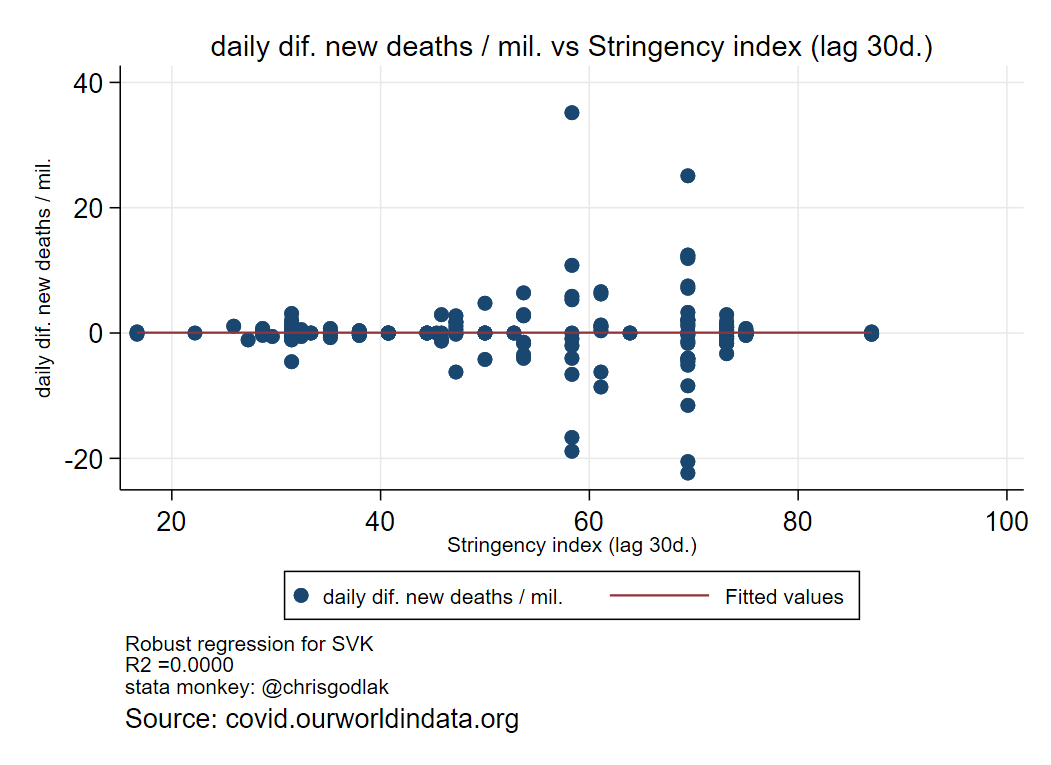 daily dif. new deaths / mil. vs Stringency index (lag 30d.)
daily dif. new deaths / mil.
40
20
0
-20
20 40 60 80 100
Stringency index (lag 30d.)
daily dif. new deaths / mil. Fitted values
Robust regression for SVK
R2 =0.0000
stata monkey: @chrisgodlak
Source: covid.ourworldindata.org